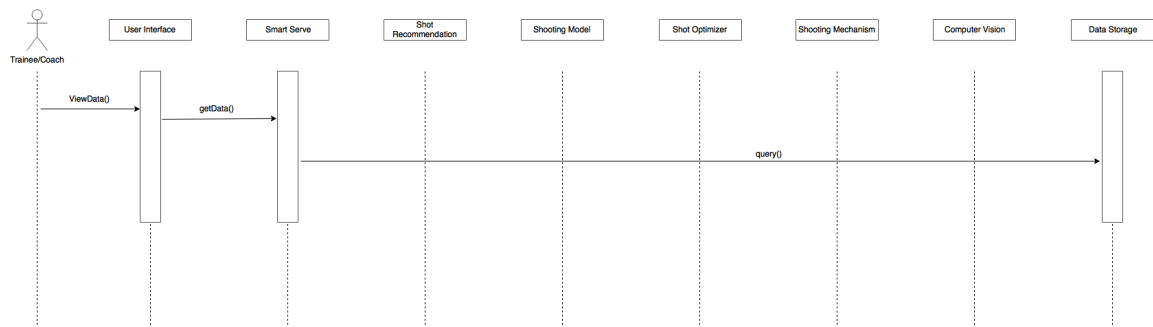 User Interface
Smart Serve
Shot
Recommendation
Shooting Model
Shot Optimizer
Shooting Mechanism
Computer Vision
Data Storage
Trainee/Coach
ViewData()
getData()
query()